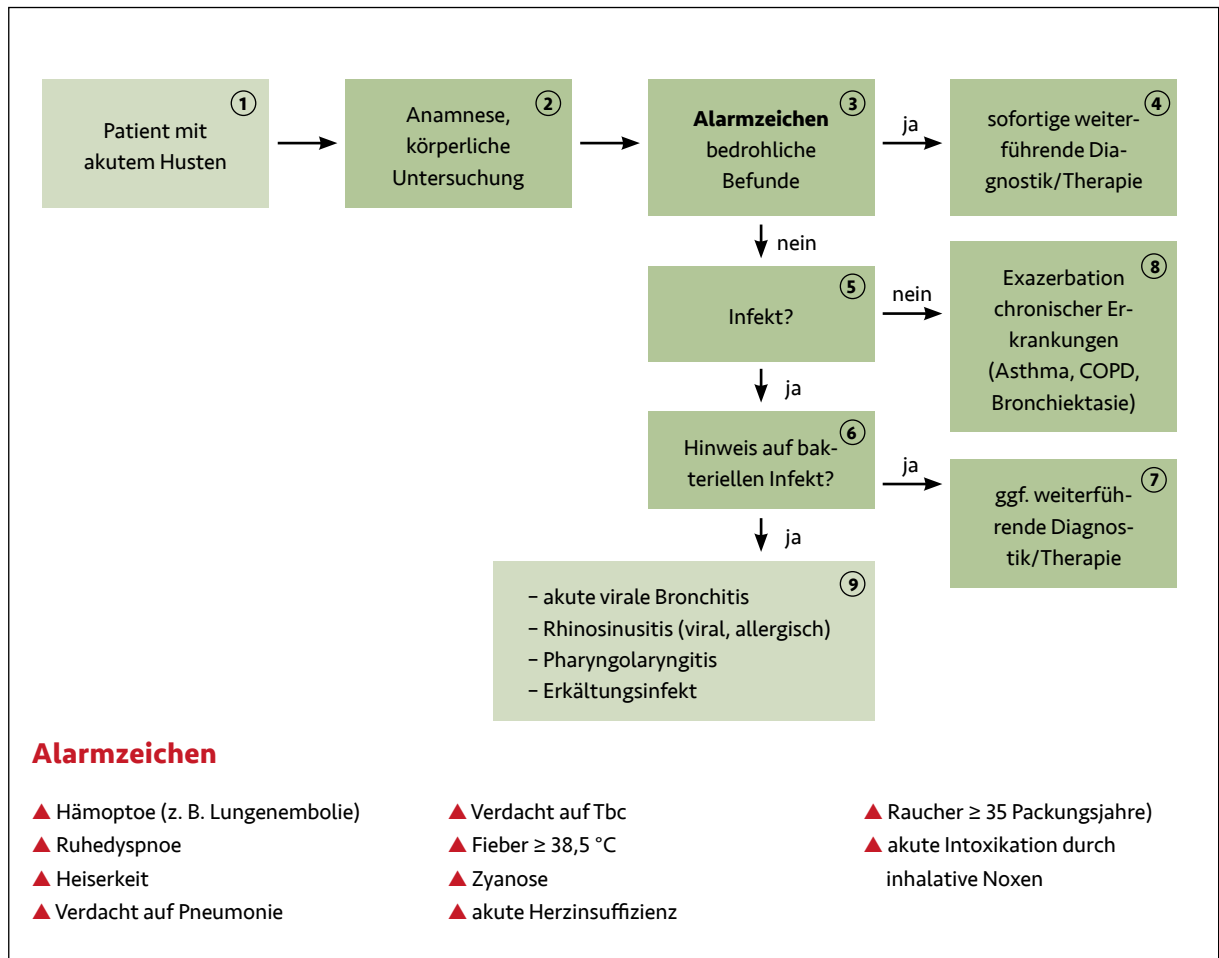 ①
Patient mit
akutem Husten
②
Anamnese,
körperliche
Untersuchung
③
Alarmzeichen
bedrohliche
Befunde
ja
④
sofortige weiter-
führende Dia-
gnostik/Therapie
nein
⑤
Infekt?
nein
⑧
Exazerbation
chronischer Er-
krankungen
(Asthma, COPD,
Bronchiektasie)
ja
⑥
Hinweis auf bak-
teriellen Infekt?
ja
⑦
ggf. weiterfüh-
rende Diagnos-
tik/Therapie
ja
⑨
– akute virale Bronchitis
– Rhinosinusitis (viral, allergisch)
– Pharyngolaryngitis
– Erkältungsinfekt
Alarmzeichen
▲ Hämoptoe (z. B. Lungenembolie)
▲ Ruhedyspnoe
▲ Heiserkeit
▲ Verdacht auf Pneumonie
▲ Verdacht auf Tbc
▲ Fieber ≥ 38,5 °C
▲ Zyanose
▲ akute Herzinsuffizienz
▲ Raucher ≥ 35 Packungsjahre)
▲ akute Intoxikation durch
inhalative Noxen